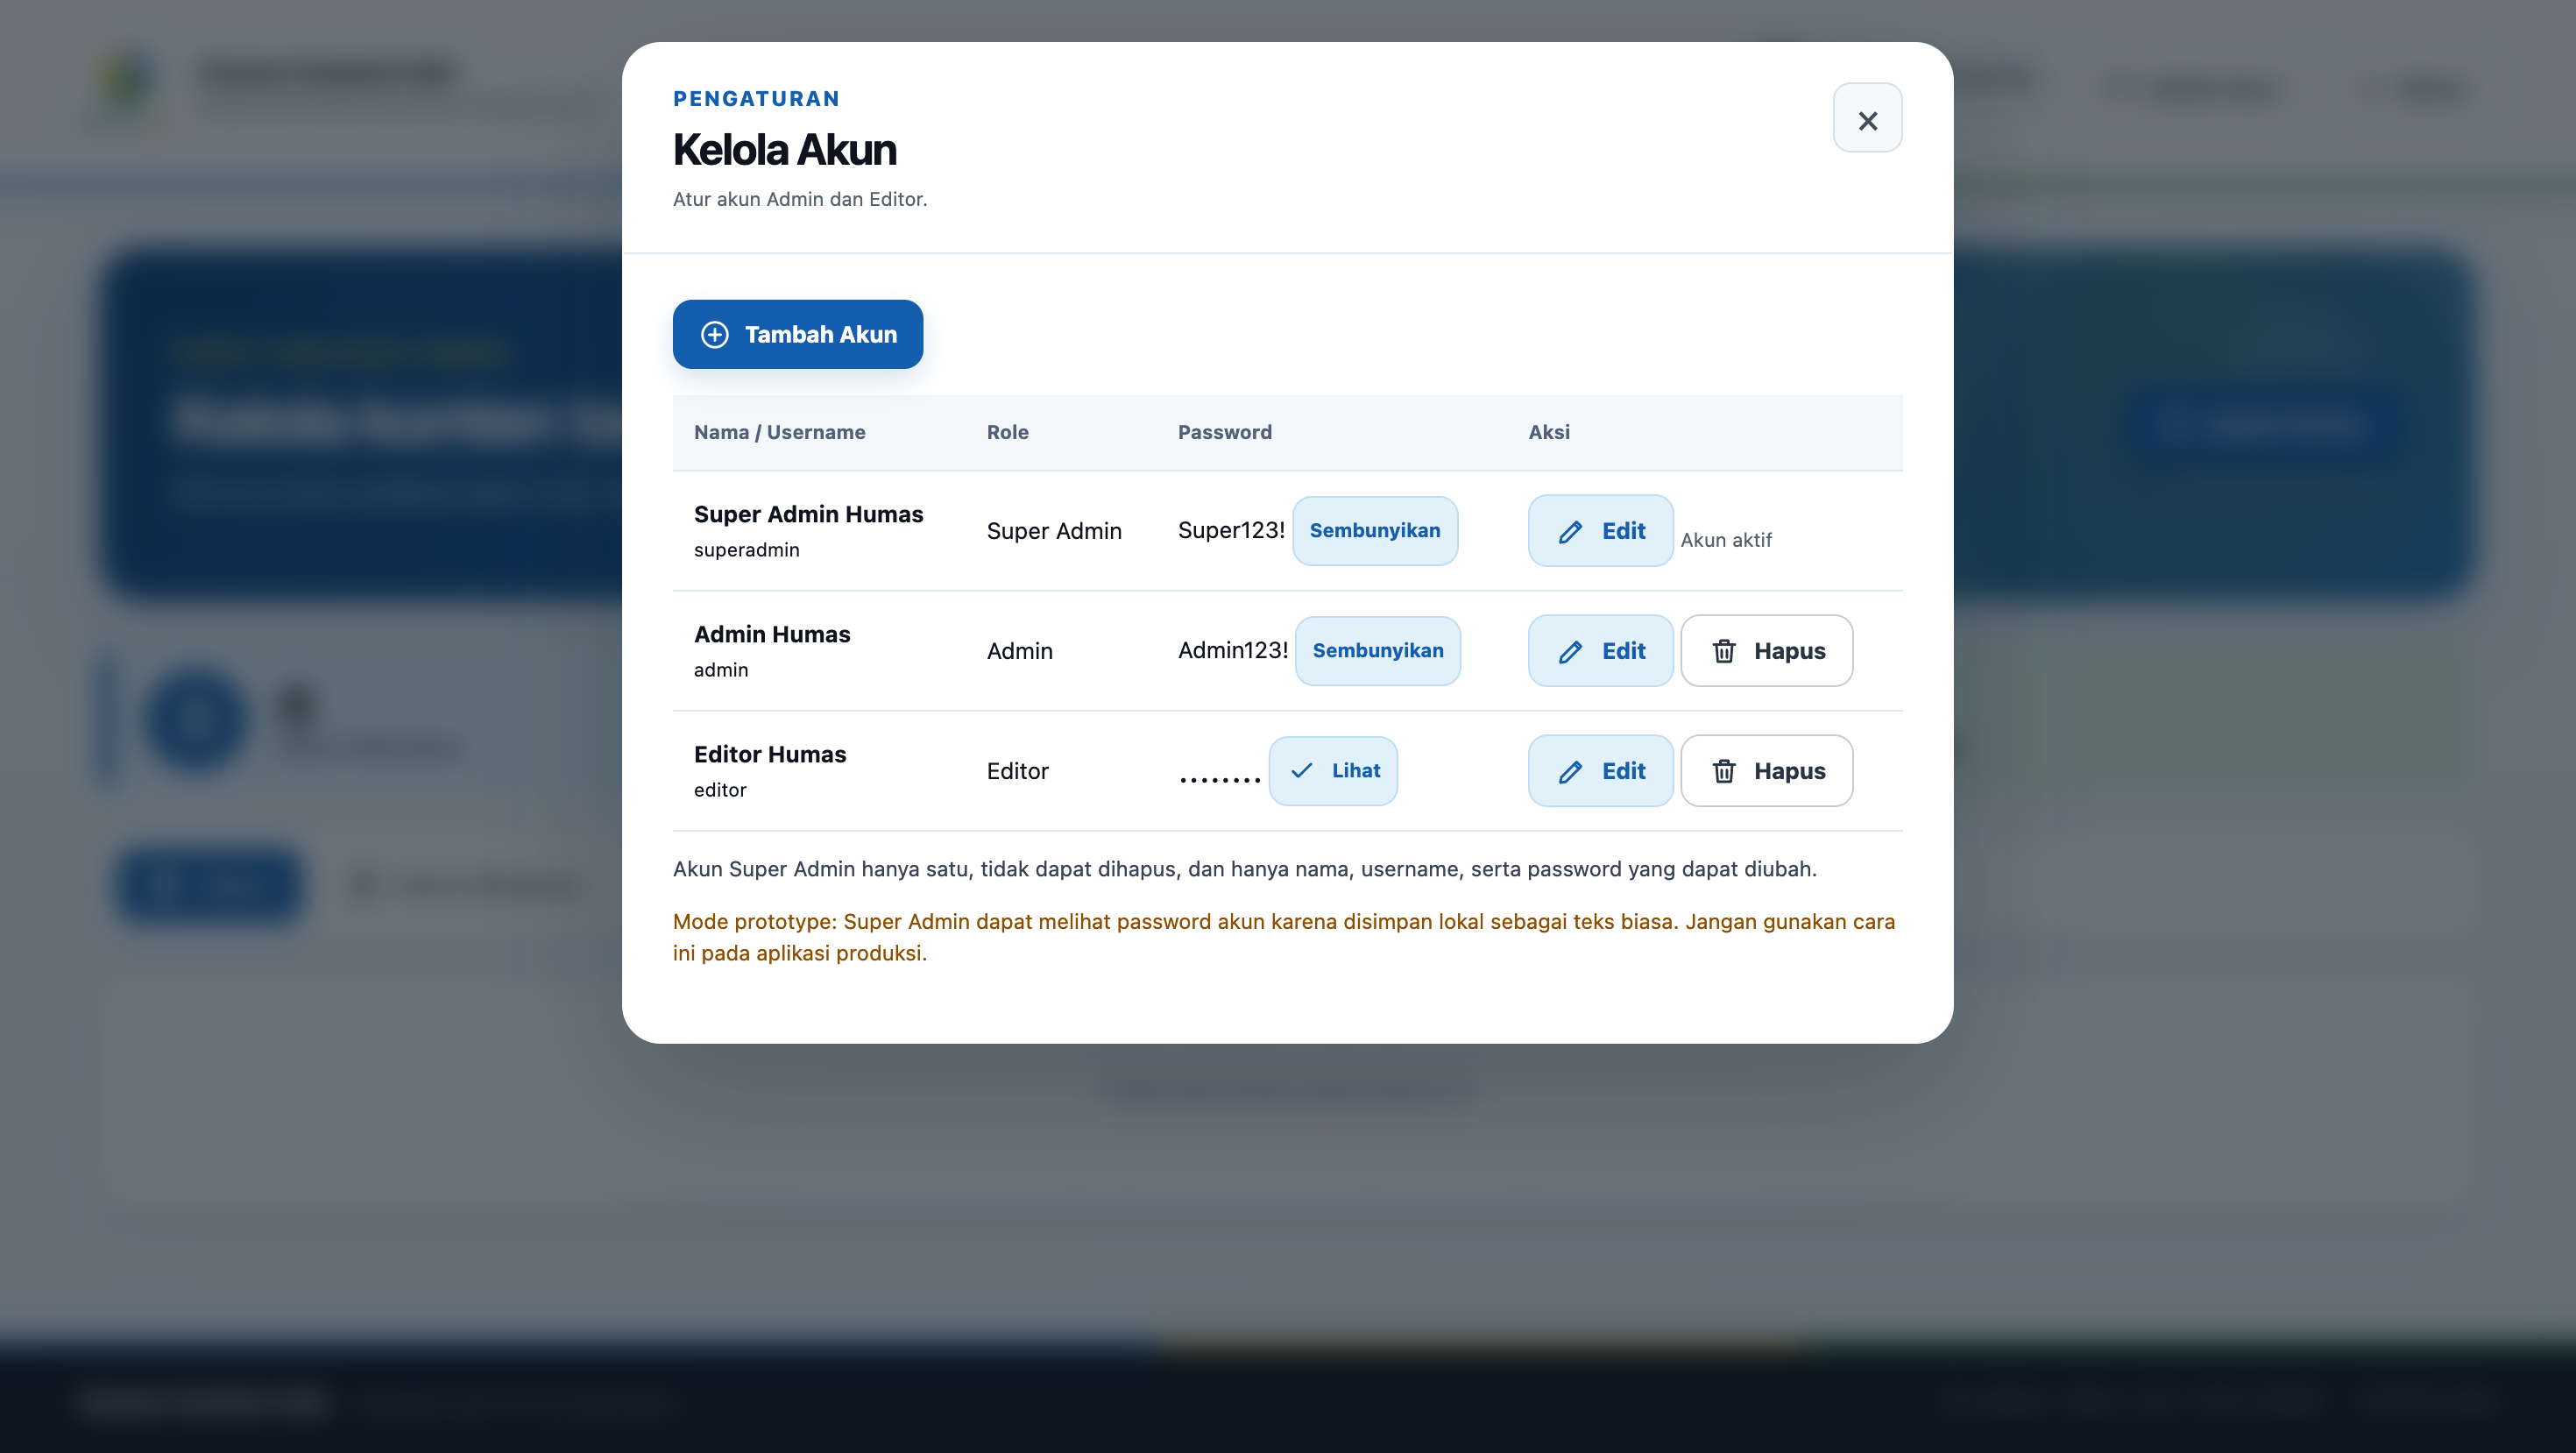 PENGATURAN
Kelola Akun
Atur akun Admin dan Editor.
Tambah Akun
Nama / Username Role Password Aksi
Super Admin Humas
superadmin
Super Admin
Super123! Sembunyikan
Edit Akun aktif
Admin Humas
admin
Admin
Admin123! Sembunyikan
Edit Hapus
Editor Humas
editor
Editor
........ Lihat
Edit Hapus
Akun Super Admin hanya satu, tidak dapat dihapus, dan hanya nama, username, serta password yang dapat diubah.
Mode prototype: Super Admin dapat melihat password akun karena disimpan lokal sebagai teks biasa. Jangan gunakan cara
ini pada aplikasi produksi.